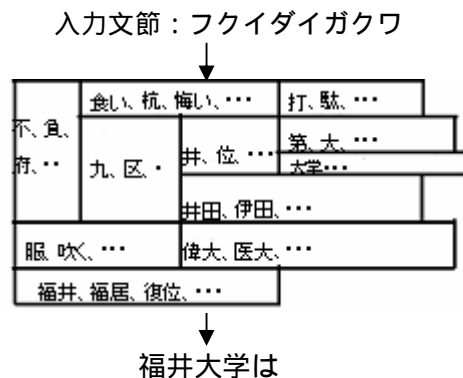 入力文節：フクイダイガクワ
食い、杭、悔い、･･･ 打、駄、･･･
不、負、
府、･･ 九、区、･ 井、位、･･･ 第、大、･･･
大学･･･
井田、伊田、･･･
服、吹く、･･･ 偉大、医大、･･･
福井、福居、復位、･･･
福井大学は